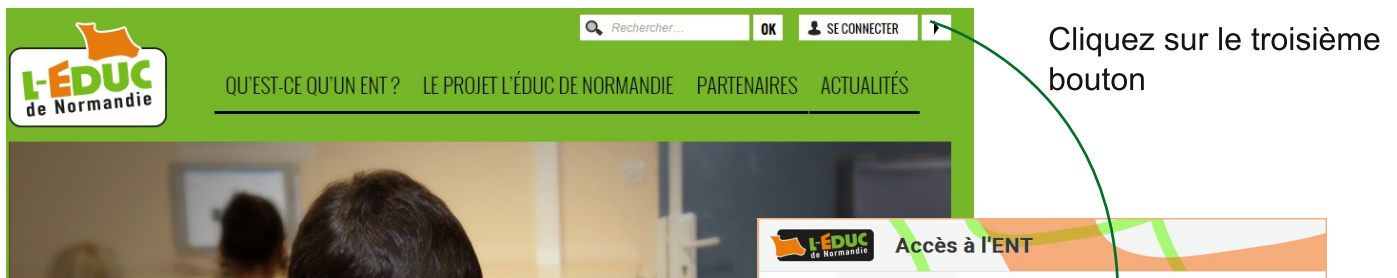 Rechercher... OK SE CONNECTER
Cliquez sur le troisième
bouton
L-ÉDUC
de Normandie
QU'EST-CE QU'UN ENT ? LE PROJET L'ÉDUC DE NORMANDIE PARTENAIRES ACTUALITÉS
L-ÉDUC
de Normandie
Accès à l'ENT